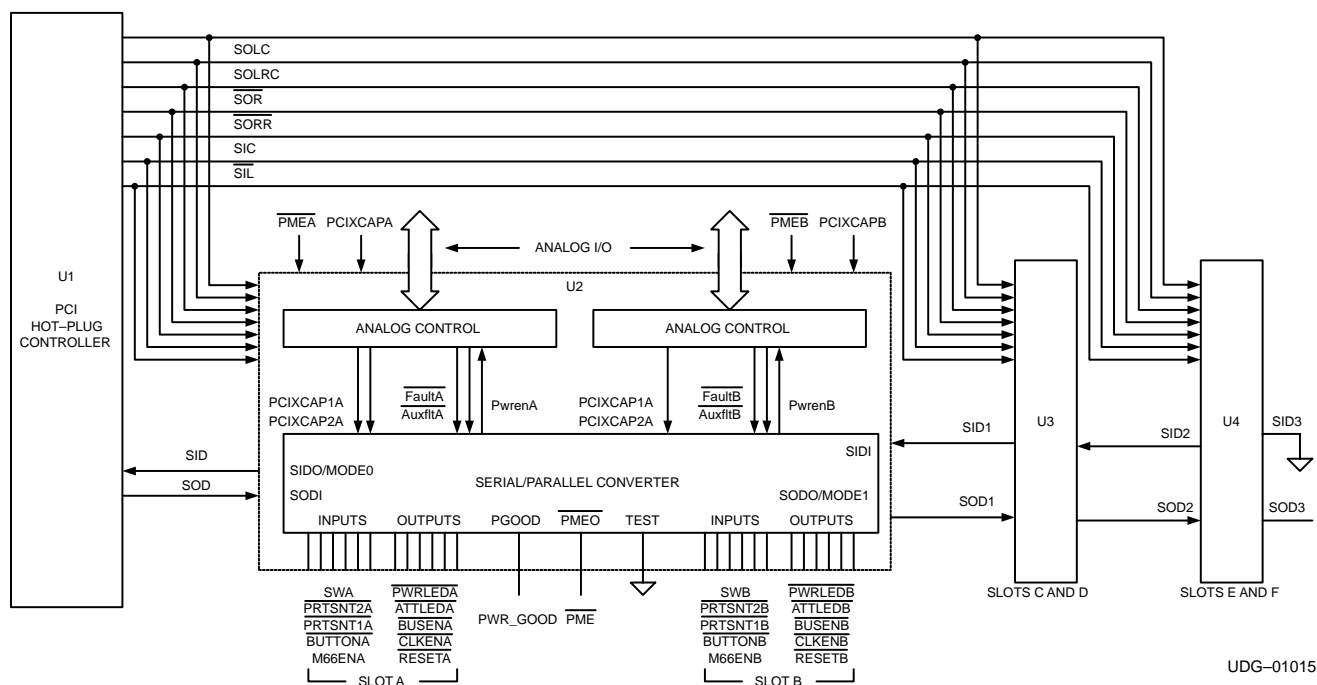 SOLC
SOLRC
SOR
SORR
SIC
SIL
U1
PCI
HOT–PLUG
CONTROLLER
PMEA PCIXCAPA
ANALOG I/O
PMEB PCIXCAPB
U2
ANALOG CONTROL
ANALOG CONTROL
PCIXCAP1A
PCIXCAP2A
FaultA
AuxfltA
PwrenA
PCIXCAP1A
PCIXCAP2A
FaultB
AuxfltB
PwrenB
SID
SOD
SIDO/MODE0
SODI
SERIAL/PARALLEL CONVERTER
SIDI
SODO/MODE1
INPUTS OUTPUTS PGOOD PMEO TEST INPUTS OUTPUTS
SID1
SOD1
U3
SID2
SOD2
U4
SID3
SOD3
SLOTS C AND D
SLOTS E AND F
SWA
PRTSNT2A
PRTSNT1A
BUTTONA
M66ENA
PWRLEDA
ATTLEDA
BUSENA
CLKENA
RESETA
SLOT A
PWR_GOOD PME
SWB
PRTSNT2B
PRTSNT1B
BUTTONB
M66ENB
PWRLEDB
ATTLEDB
BUSENB
CLKENB
RESETB
SLOT B
UDG–01015